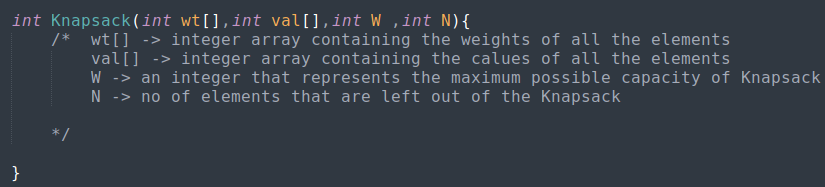 int Knapsack(int wt[],int val[],int W ,int N){
/*  wt[] -> integer array containing the weights of all the elements
val[] -> integer array containing the calues of all the elements
W -> an integer that represents the maximum possible capacity of Knapsack
N -> no of elements that are left out of the Knapsack
*/
}